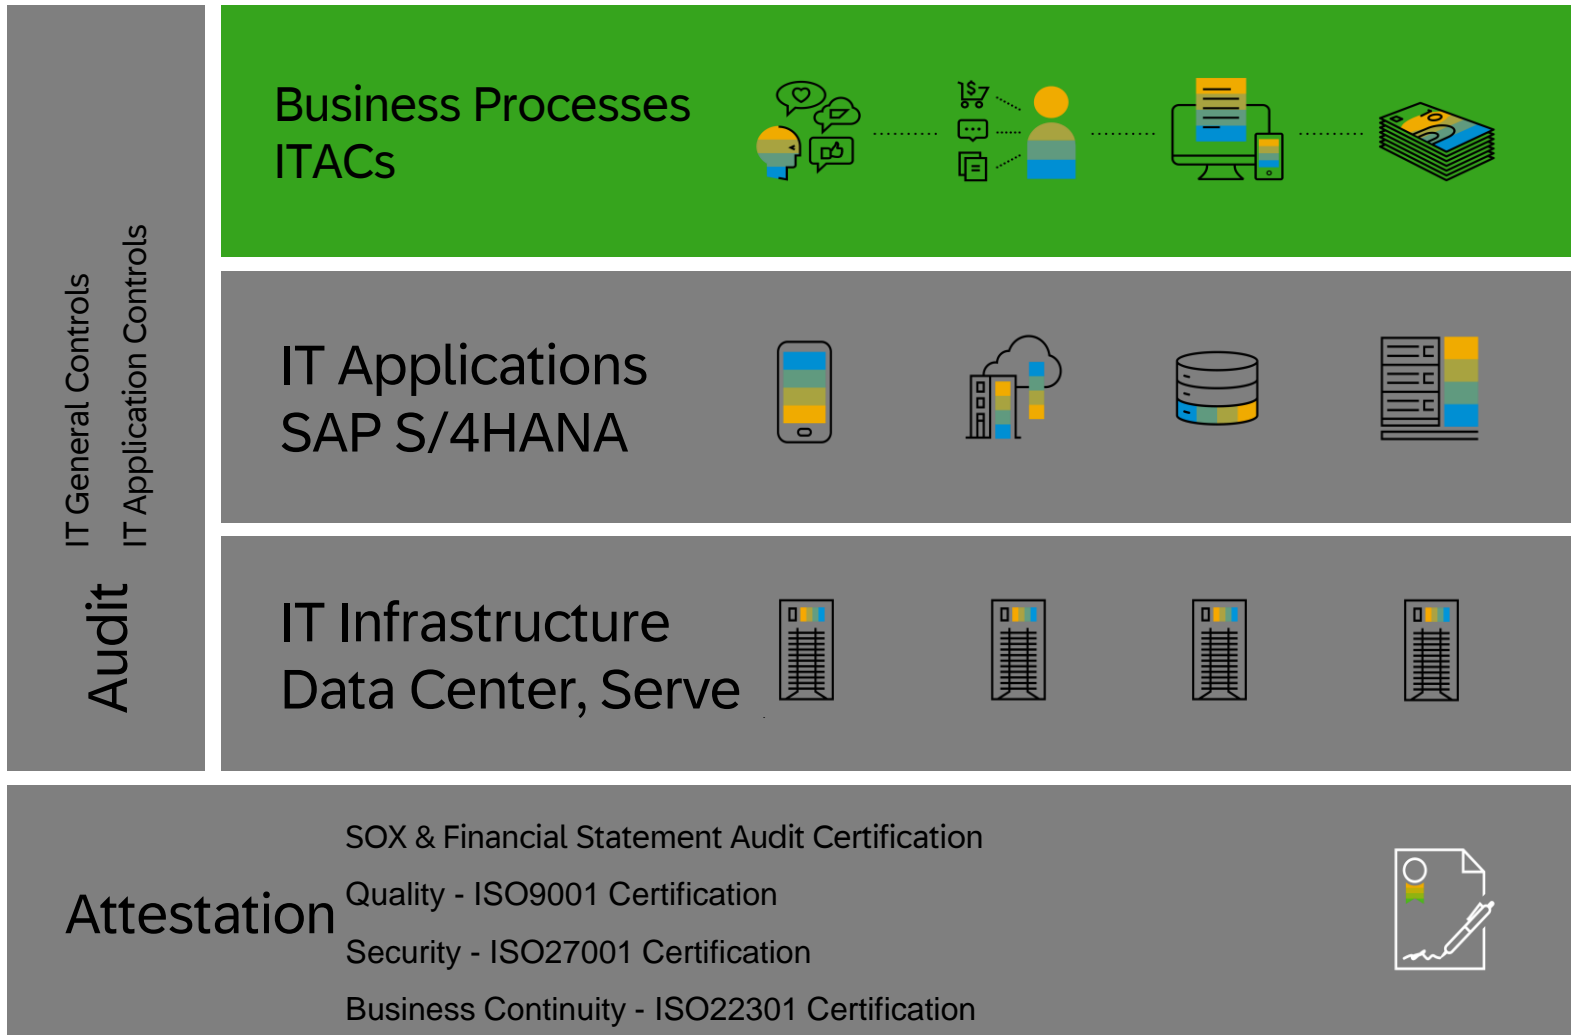 Business Processes
ITACs
IT General Controls
IT Application Controls
Audit
IT Applications
SAP S/4HANA
IT Infrastructure
Data Center, Serve
Attestation
SOX & Financial Statement Audit Certification
Quality - ISO9001 Certification
Security - ISO27001 Certification
Business Continuity - ISO22301 Certification
$
10